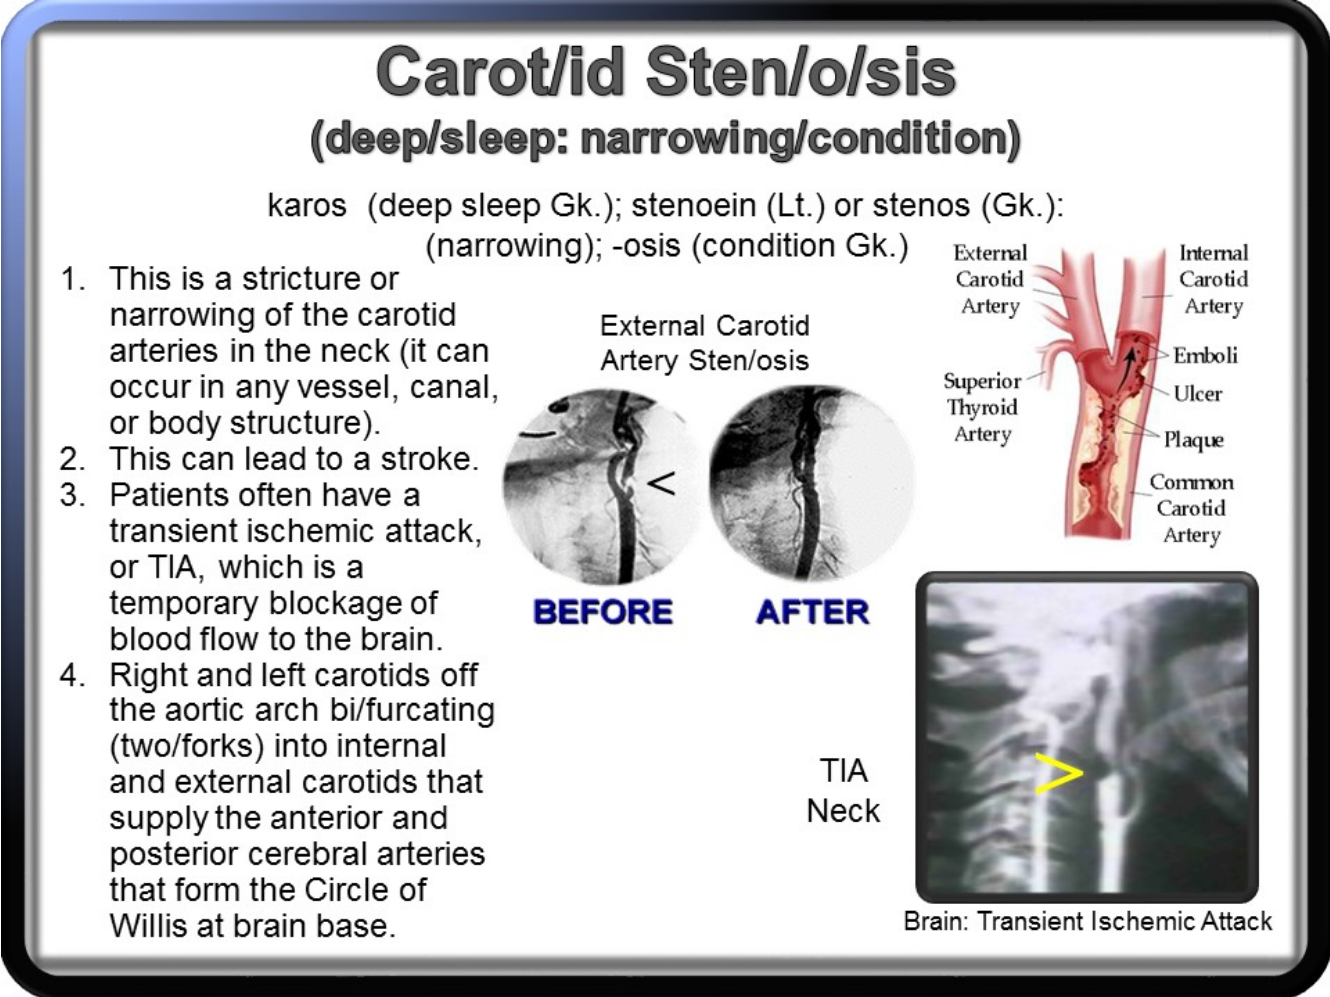 Carot/id Sten/o/sis
(deep/sleep: narrowing/condition)
karos (deep sleep Gk.); stenoein (Lt.) or stenos (Gk.):
(narrowing); -osis (condition Gk.)
1. This is a stricture or
narrowing of the carotid
arteries in the neck (it can
occur in any vessel, canal,
or body structure).
2. This can lead to a stroke.
3. Patients often have a
transient ischemic attack,
or TIA, which is a
temporary blockage of
blood flow to the brain.
4. Right and left carotids off
the aortic arch bi/furcating
(two/forks) into internal
and external carotids that
supply the anterior and
posterior cerebral arteries
that form the Circle of
Willis at brain base.
External Carotid
Artery Sten/osis
<
BEFORE
AFTER
External
Carotid
Artery
Internal
Carotid
Artery
Emboli
Ulcer
Superior
Thyroid
Artery
Plaque
Common
Carotid
Artery
TIA
Neck
>
Brain: Transient Ischemic Attack